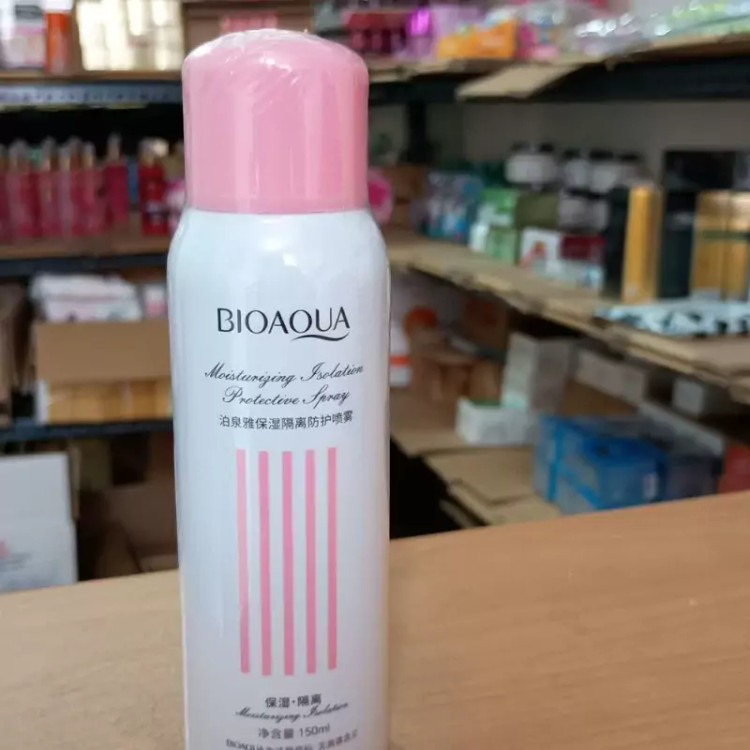 BIOAQUA
Moisturizing Isolation
Protective Spray
泊泉雅保湿隔离防护喷雾
保湿·隔离
Moisturizing Isolation
净含量 150ml
BIOAQUA